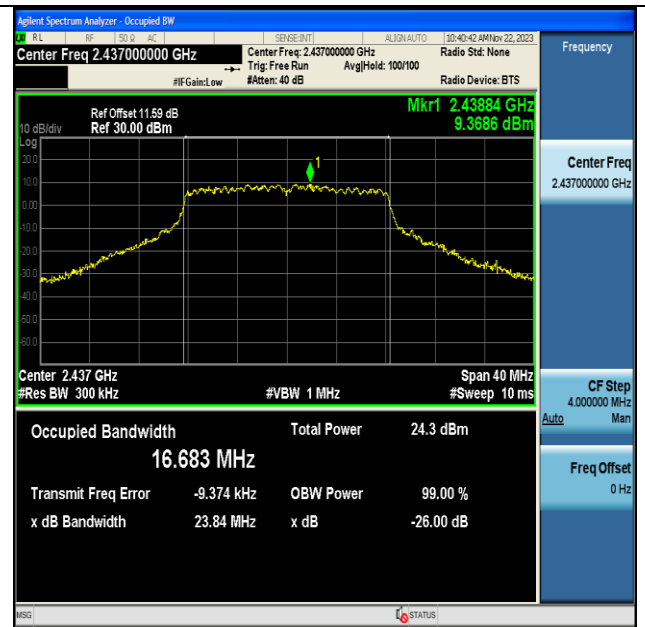 Agilent Spectrum Analyzer - Occupied BW
LXI RL RF 50 Ω AC SENSE:INT ALIGN AUTO 10:40:42 AM Nov 22, 2023
Center Freq 2.437000000 GHz
Center Freq: 2.437000000 GHz
Radio Std: None
Trig: Free Run Avg|Hold: 100/100
#IFGain:Low
#Atten: 40 dB
Radio Device: BTS
Frequency
Ref Offset 11.59 dB
10 dB/div Ref 30.00 dBm
Mkr1 2.43884 GHz
9.3686 dBm
Log
20.0
1
10.0
0.00
-10.0
-20.0
-30.0
-40.0
-50.0
-60.0
Center 2.437 GHz
Span 40 MHz
#Res BW 300 kHz
#VBW 1 MHz
#Sweep 10 ms
Occupied Bandwidth
16.683 MHz
Total Power 24.3 dBm
Transmit Freq Error -9.374 kHz
OBW Power 99.00 %
x dB Bandwidth 23.84 MHz
x dB -26.00 dB
Center Freq
2.437000000 GHz
CF Step
4.000000 MHz
Auto Man
Freq Offset
0 Hz
MSG
STATUS